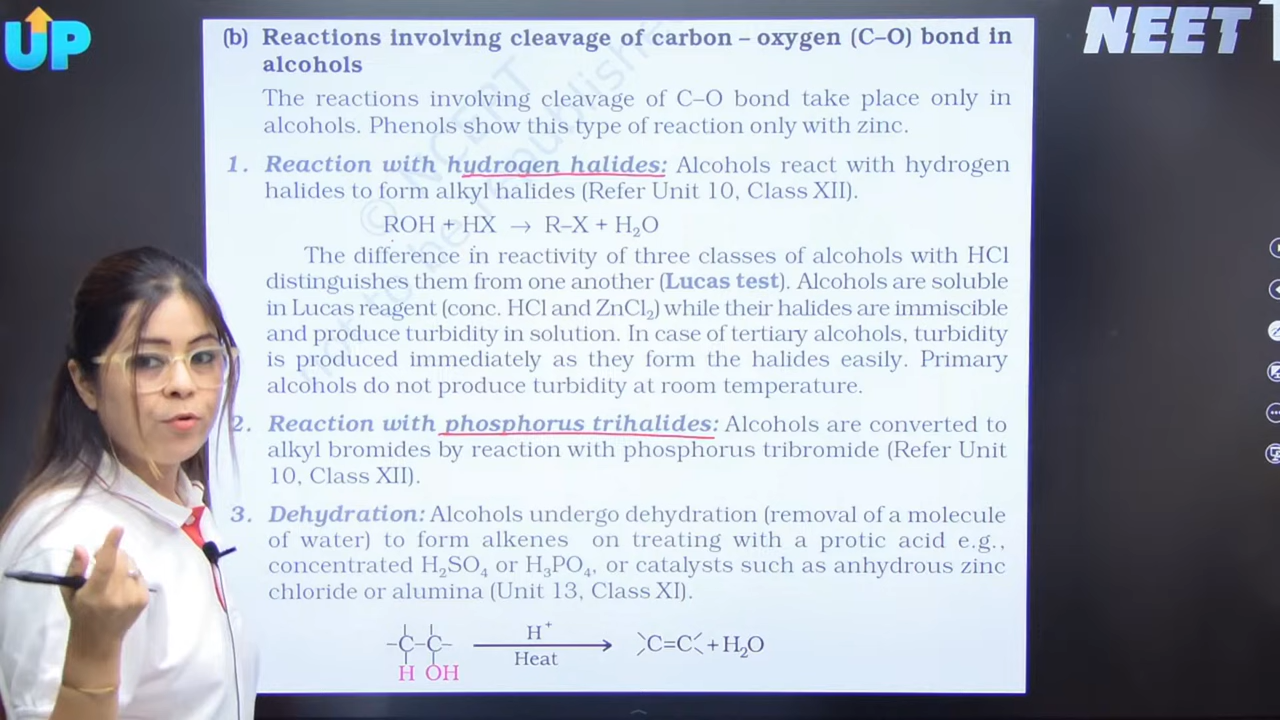 UP
NEET
(b) Reactions involving cleavage of carbon – oxygen (C–O) bond in
alcohols
The reactions involving cleavage of C–O bond take place only in
alcohols. Phenols show this type of reaction only with zinc.
1. Reaction with hydrogen halides: Alcohols react with hydrogen
halides to form alkyl halides (Refer Unit 10, Class XII).
ROH + HX → R–X + H₂O
The difference in reactivity of three classes of alcohols with HCl
distinguishes them from one another (Lucas test). Alcohols are soluble
in Lucas reagent (conc. HCl and ZnCl₂) while their halides are immiscible
and produce turbidity in solution. In case of tertiary alcohols, turbidity
is produced immediately as they form the halides easily. Primary
alcohols do not produce turbidity at room temperature.
2. Reaction with phosphorus trihalides: Alcohols are converted to
alkyl bromides by reaction with phosphorus tribromide (Refer Unit
10, Class XII).
3. Dehydration: Alcohols undergo dehydration (removal of a molecule
of water) to form alkenes on treating with a protic acid e.g.,
concentrated H₂SO₄ or H₃PO₄, or catalysts such as anhydrous zinc
chloride or alumina (Unit 13, Class XI).
H⁺
–C–C– → C=C + H₂O
Heat
H OH